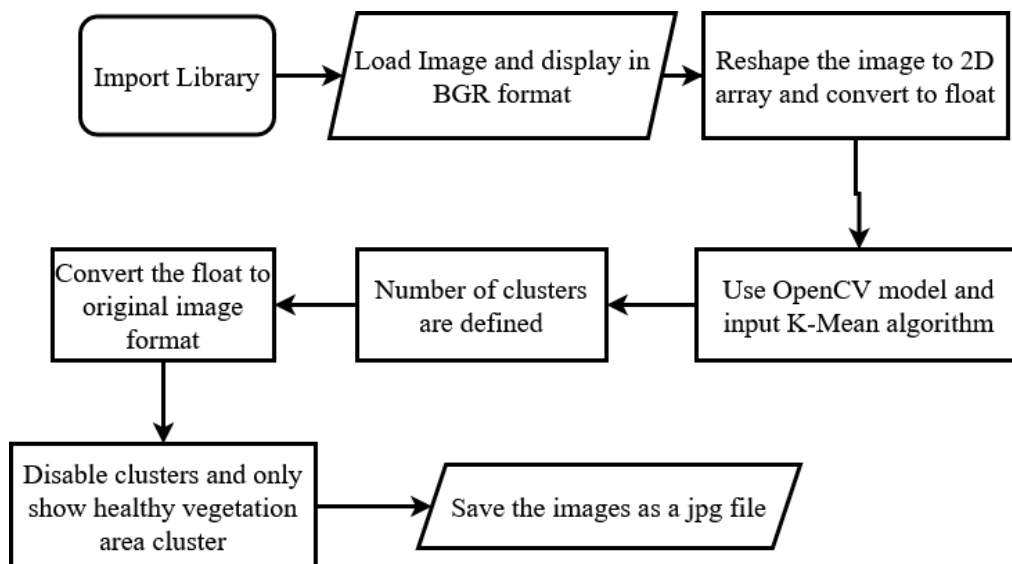 Import Library
Load Image and display in
BGR format
Reshape the image to 2D
array and convert to float
Use OpenCV model and
input K-Mean algorithm
Number of clusters
are defined
Convert the float to
original image
format
Disable clusters and only
show healthy vegetation
area cluster
Save the images as a jpg file